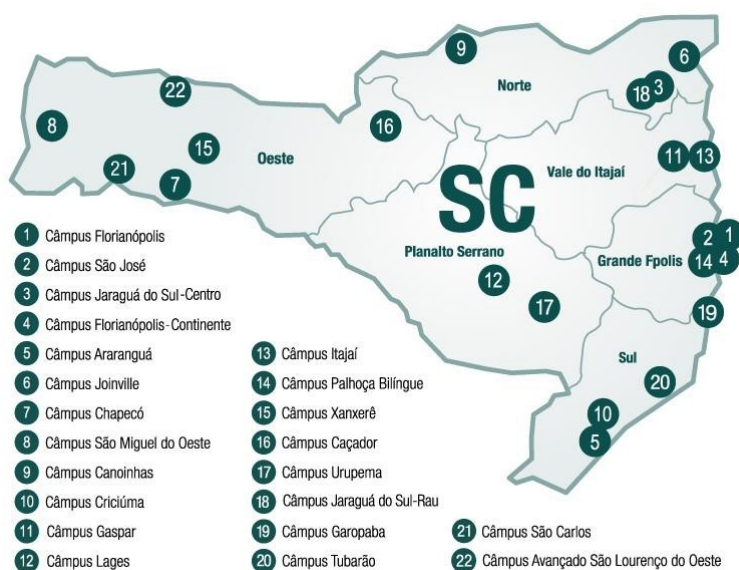 9
6
Norte
22
18
3
8
16
15
Oeste
11
13
21
7
SC
Vale do Itajaí
2
1
Planalto Serrano
Grande Fpolis
14
4
12
17
19
Sul
20
10
5
1 Câmpus Florianópolis
2 Câmpus São José
3 Câmpus Jaraguá do Sul-Centro
4 Câmpus Florianópolis-Continente
5 Câmpus Araranguá
6 Câmpus Joinville
7 Câmpus Chapecó
8 Câmpus São Miguel do Oeste
9 Câmpus Canoinhas
10 Câmpus Criciúma
11 Câmpus Gaspar
12 Câmpus Lages
13 Câmpus Itajaí
14 Câmpus Palhoça Bilíngue
15 Câmpus Xanxerê
16 Câmpus Caçador
17 Câmpus Urupema
18 Câmpus Jaraguá do Sul-Rau
19 Câmpus Garopaba
20 Câmpus Tubarão
21 Câmpus São Carlos
22 Câmpus Avançado São Lourenço do Oeste